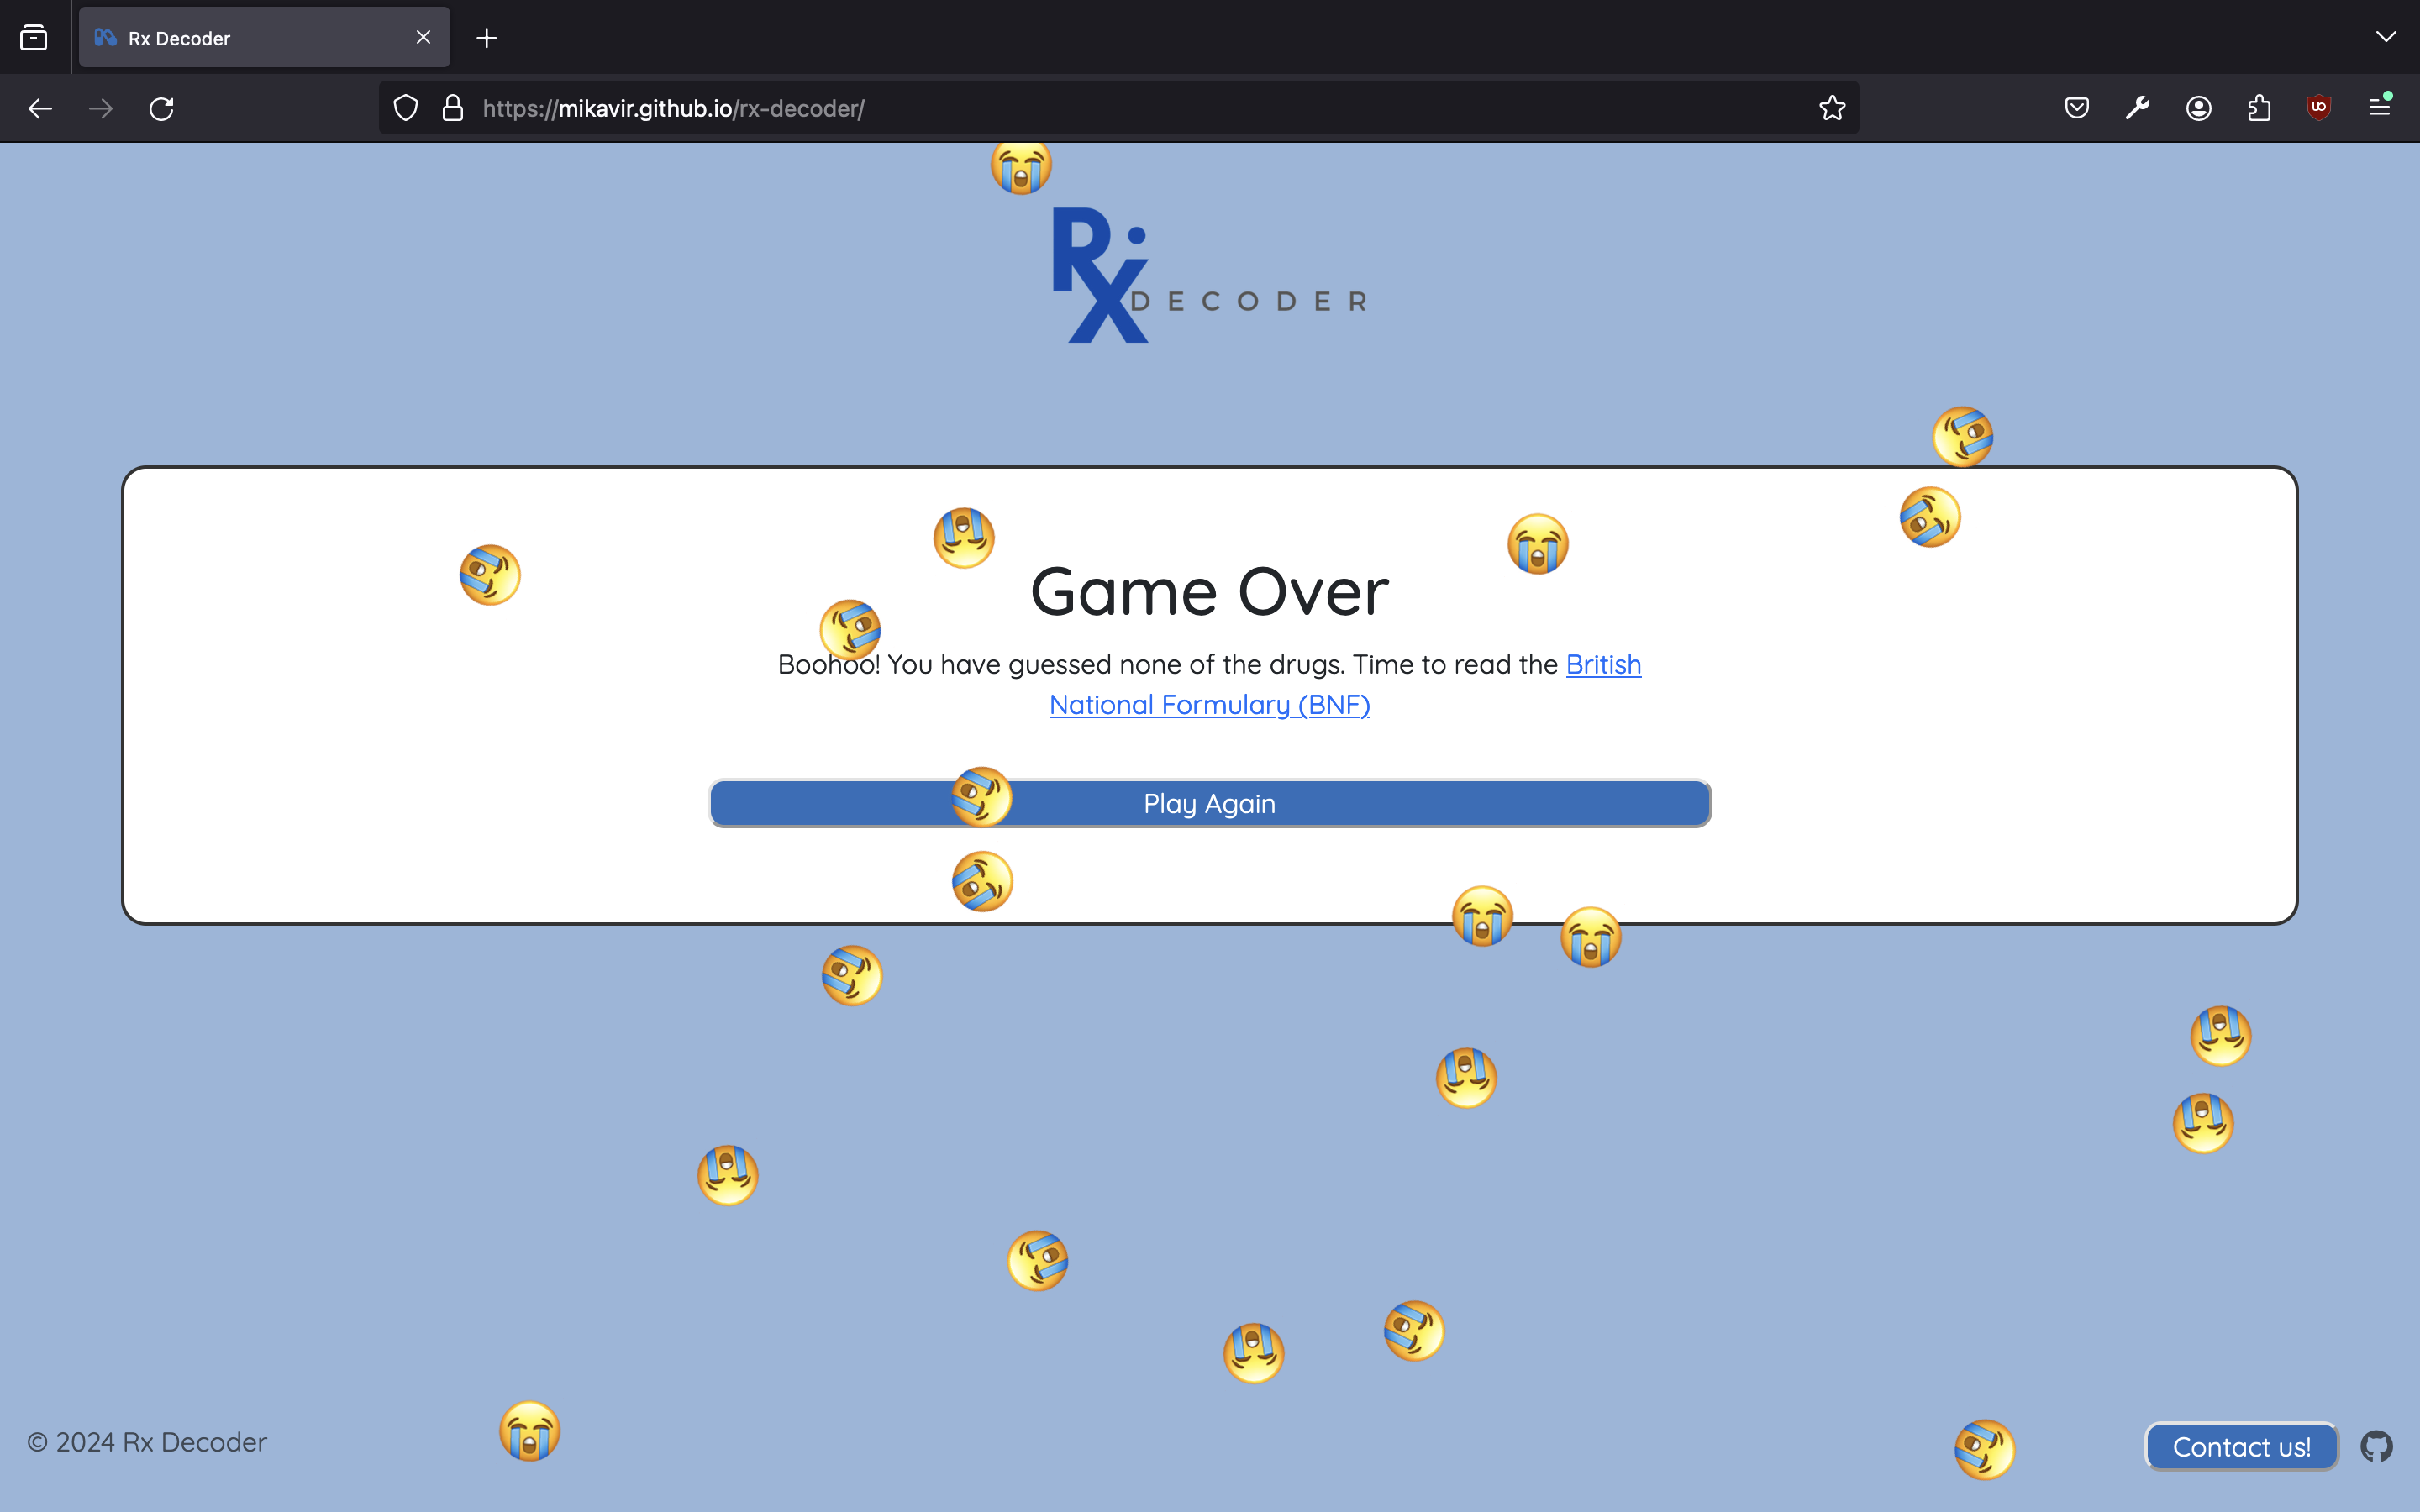 Rx Decoder
https://mikavir.github.io/rx-decoder/
Rx DECODER
Game Over
Boohoo! You have guessed none of the drugs. Time to read the British
National Formulary (BNF)
Play Again
© 2024 Rx Decoder
Contact us!